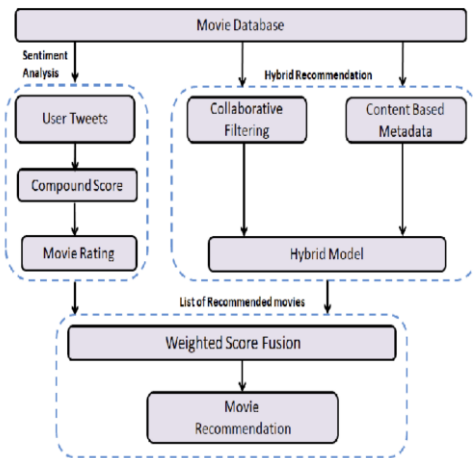 Movie Database
Sentiment
Analysis
Hybrid Recommendation
User Tweets
Collaborative
Filtering
Content Based
Metadata
Compound Score
Movie Rating
Hybrid Model
List of Recommended movies
Weighted Score Fusion
Movie
Recommendation